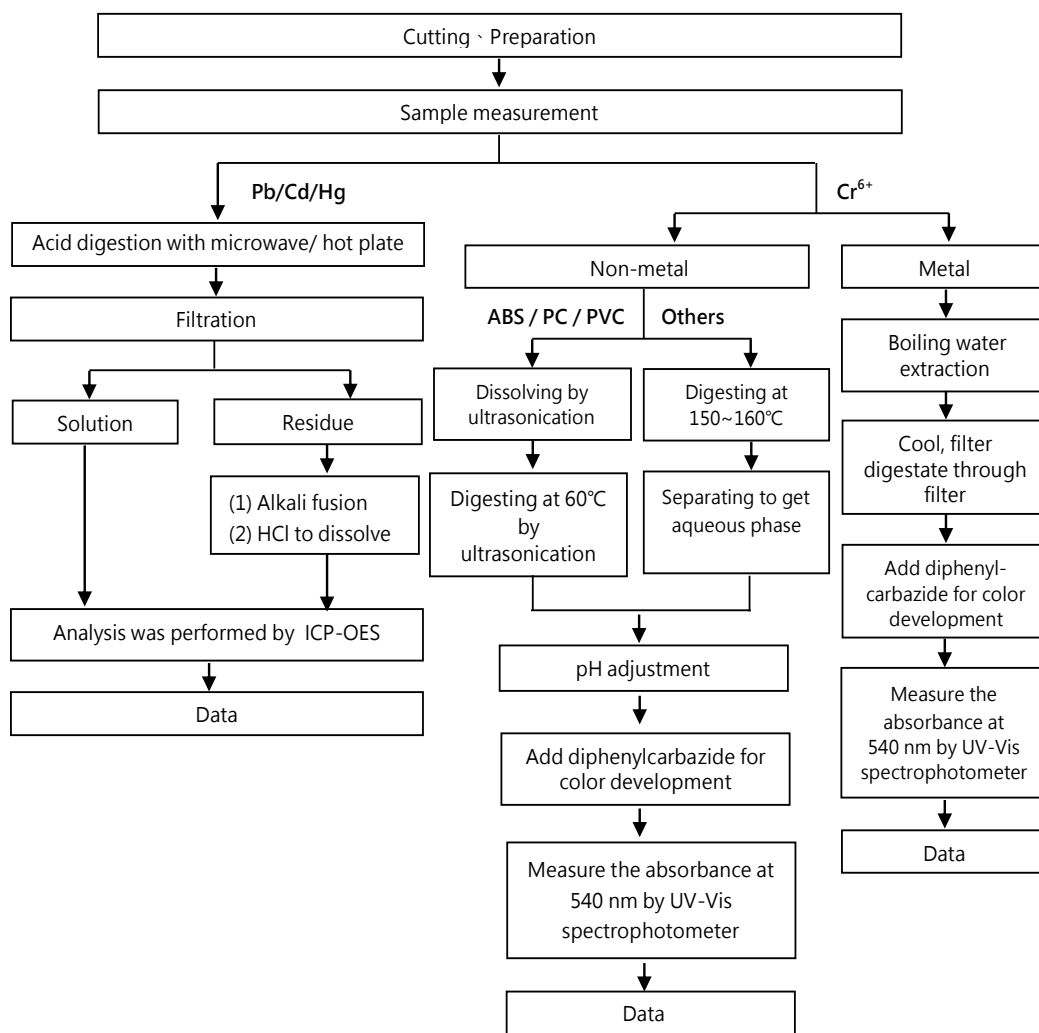 Cutting、Preparation
Sample measurement
Pb/Cd/Hg
Acid digestion with microwave/ hot plate
Filtration
Solution
Residue
(1) Alkali fusion
(2) HCl to dissolve
Analysis was performed by ICP-OES
Data
Cr⁶⁺
Non-metal
ABS / PC / PVC
Others
Dissolving by
ultrasonication
Digesting at 60℃
by
ultrasonication
Digesting at
150~160℃
Separating to get
aqueous phase
pH adjustment
Add diphenylcarbazide for
color development
Measure the absorbance at
540 nm by UV-Vis
spectrophotometer
Data
Metal
Boiling water
extraction
Cool, filter
digestate through
filter
Add diphenyl-
carbazide for color
development
Measure the
absorbance at
540 nm by UV-Vis
spectrophotometer
Data